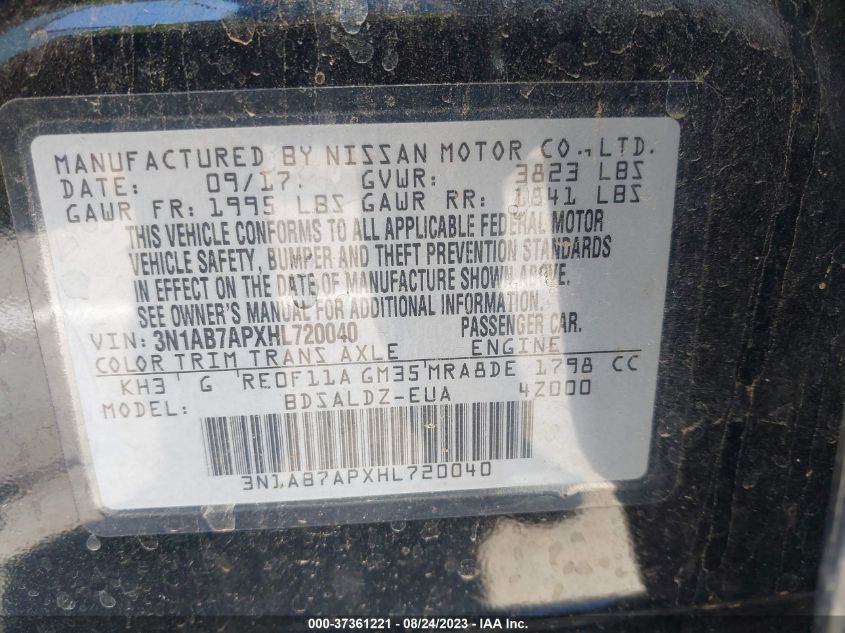 MANUFACTURED BY NISSAN MOTOR CO., LTD.
DATE: 09/17. GVWR: 3823 LBS
GAWR FR: 1995 LBS GAWR RR: 1841 LBS
THIS VEHICLE CONFORMS TO ALL APPLICABLE FEDERAL MOTOR
VEHICLE SAFETY, BUMPER AND THEFT PREVENTION STANDARDS
IN EFFECT ON THE DATE OF MANUFACTURE SHOWN ABOVE.
SEE OWNER'S MANUAL FOR ADDITIONAL INFORMATION.
VIN: 3N1AB7APXHL720040 PASSENGER CAR.
COLOR TRIM TRANS AXLE ENGINE
KH3 G RE0F11A GM35 MRA8DE 1798 CC
MODEL: BDSALDZ-EUA 4Z000
3N1AB7APXHL720040
000-37361221 - 08/24/2023 - IAAI.COM